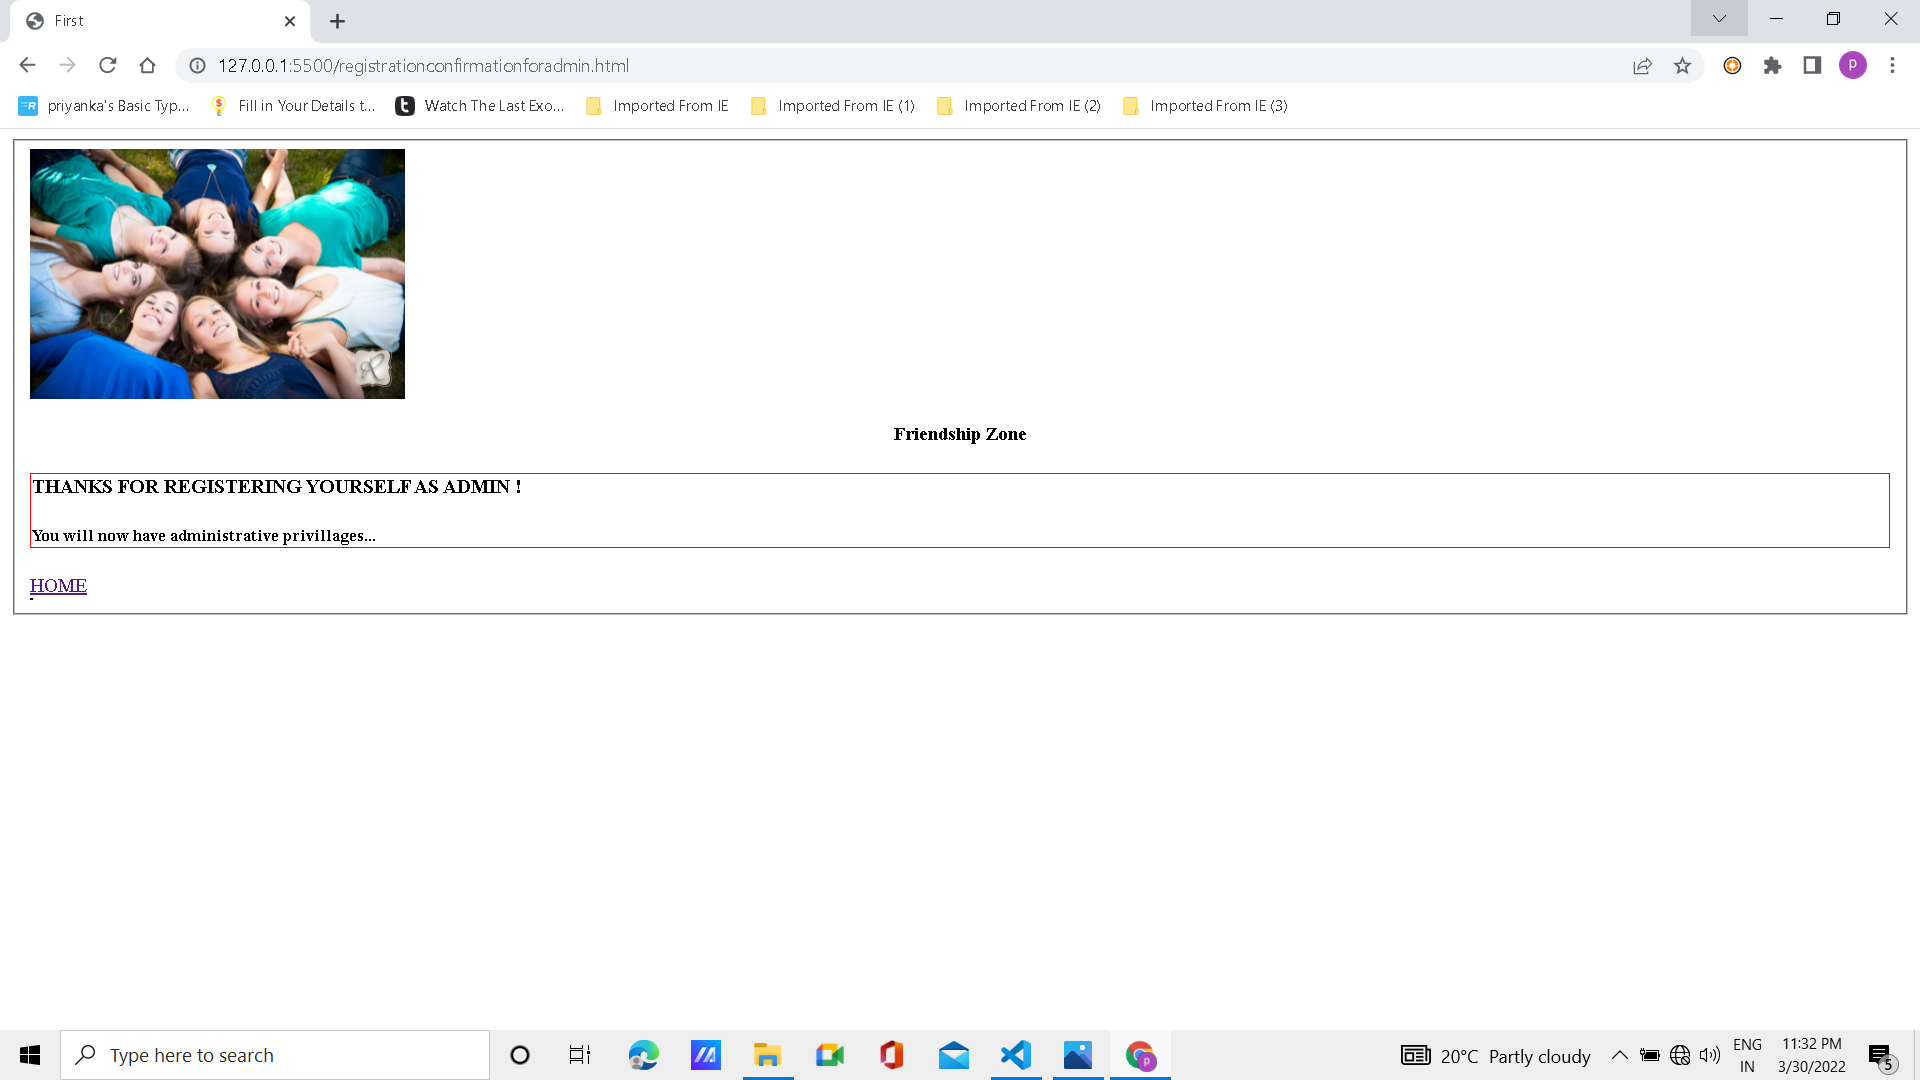 First
127.0.0.1:5500/registrationconfirmationforadmin.html
P
priyanka's Basic Typ... Fill in Your Details t... Watch The Last Exo... Imported From IE Imported From IE (1) Imported From IE (2) Imported From IE (3)
Friendship Zone
THANKS FOR REGISTERING YOURSELF AS ADMIN !
You will now have administrative privillages...
HOME
Type here to search
20°C Partly cloudy
ENG
IN
11:32 PM
3/30/2022
5